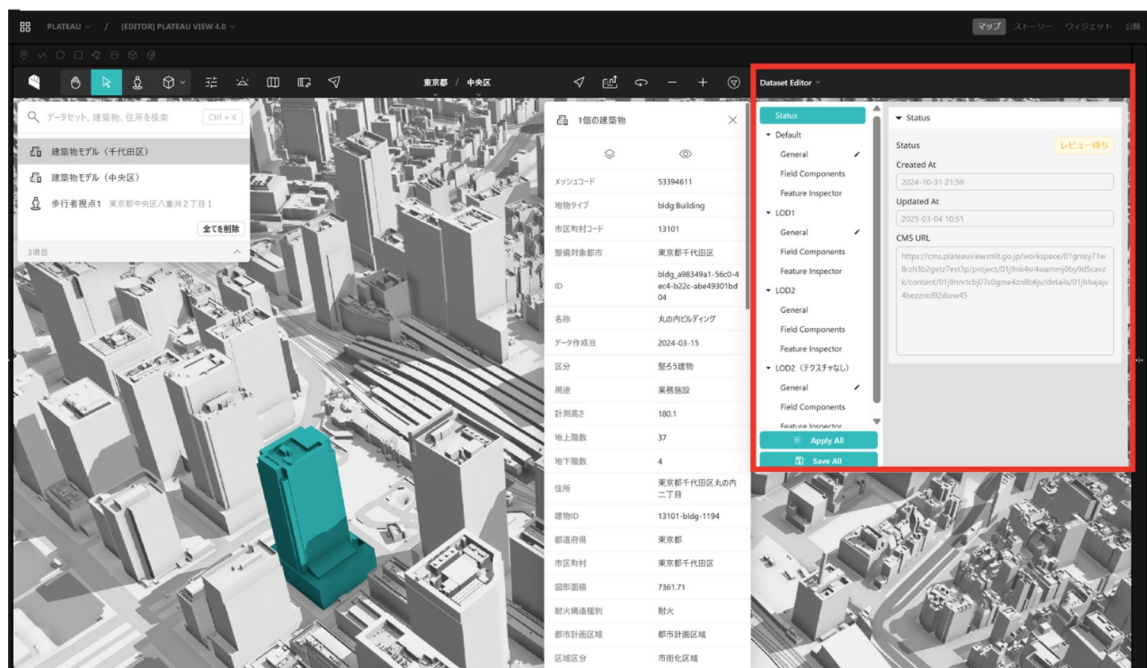 PLATEAU
/
[EDITOR] PLATEAU VIEW 4.0
マップ
ストーリー
ウィジェット
公開
東京都 / 中央区
データセット、建築物、住所を検索
Ctrl + K
建築物モデル（千代田区）
建築物モデル（中央区）
歩行者視点1 東京都中央区八重洲2丁目1
全てを削除
3項目
1個の建築物
メッシュコード 53394611
地物タイプ bldg:Building
市区町村コード 13101
整備対象都市 東京都千代田区
ID
bldg_a98349a1-56c0-4
ec4-b22c-abe49301bd
04
名称 丸の内ビルディング
データ作成日 2024-03-15
区分 堅ろう建物
用途 業務施設
計測高さ 180.1
地上階数 37
地下階数 4
住所
東京都千代田区丸の内
二丁目
建物ID 13101-bldg-1194
都道府県 東京都
市区町村 東京都千代田区
図形面積 7361.71
耐火構造種別 耐火
都市計画区域 都市計画区域
区域区分 市街化区域
Dataset Editor
Status
Default
General
Field Components
Feature Inspector
LOD1
General
Field Components
Feature Inspector
LOD2
General
Field Components
Feature Inspector
LOD2（テクスチャなし）
General
Field Components
Feature Inspector
Apply All
Save All
Status
Status
レビュー待ち
Created At
2024-10-31 21:59
Updated At
2025-03-04 10:51
CMS URL